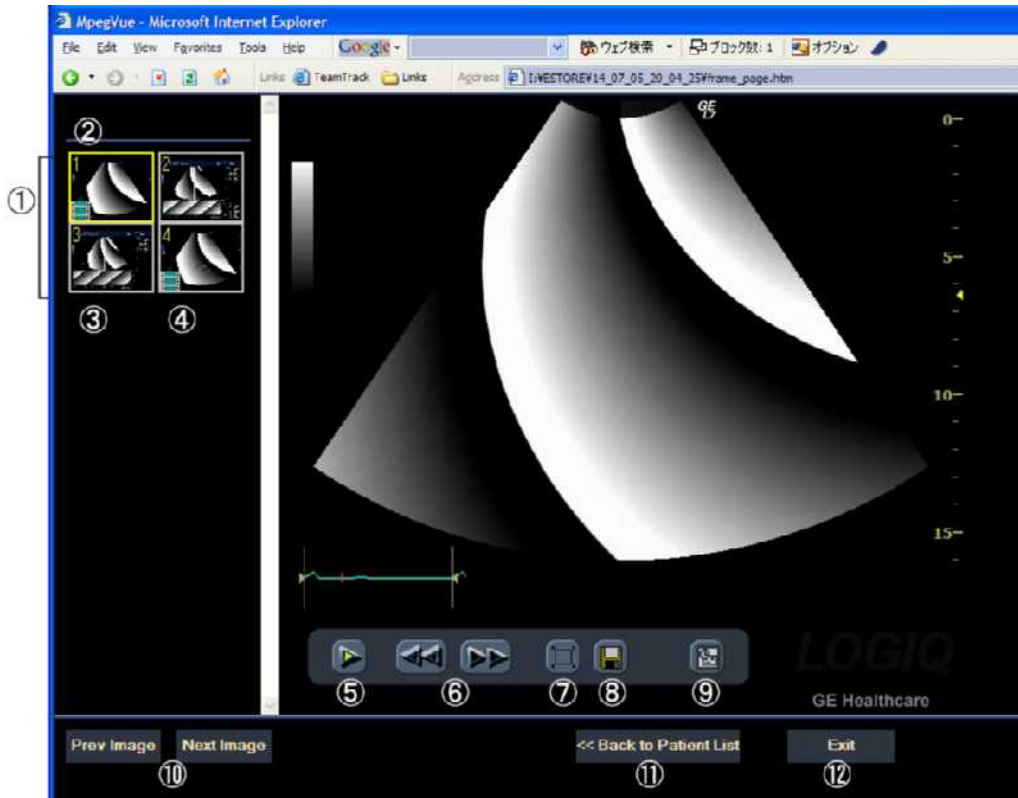 MpegVue - Microsoft Internet Explorer
File Edit View Favorites Tools Help Google ウェブ検索 ブロック数: 1 オプション
Links TeamTrack Links Address I:¥ESTORE¥14_07_05_20_04_25¥frame_page.htm
②
①
1 2
3 4
③ ④
GE
0
5
10
15
⑤ ⑥ ⑦ ⑧ ⑨
LOGIQ
GE Healthcare
Prev Image Next Image << Back to Patient List Exit
⑩ ⑪ ⑫